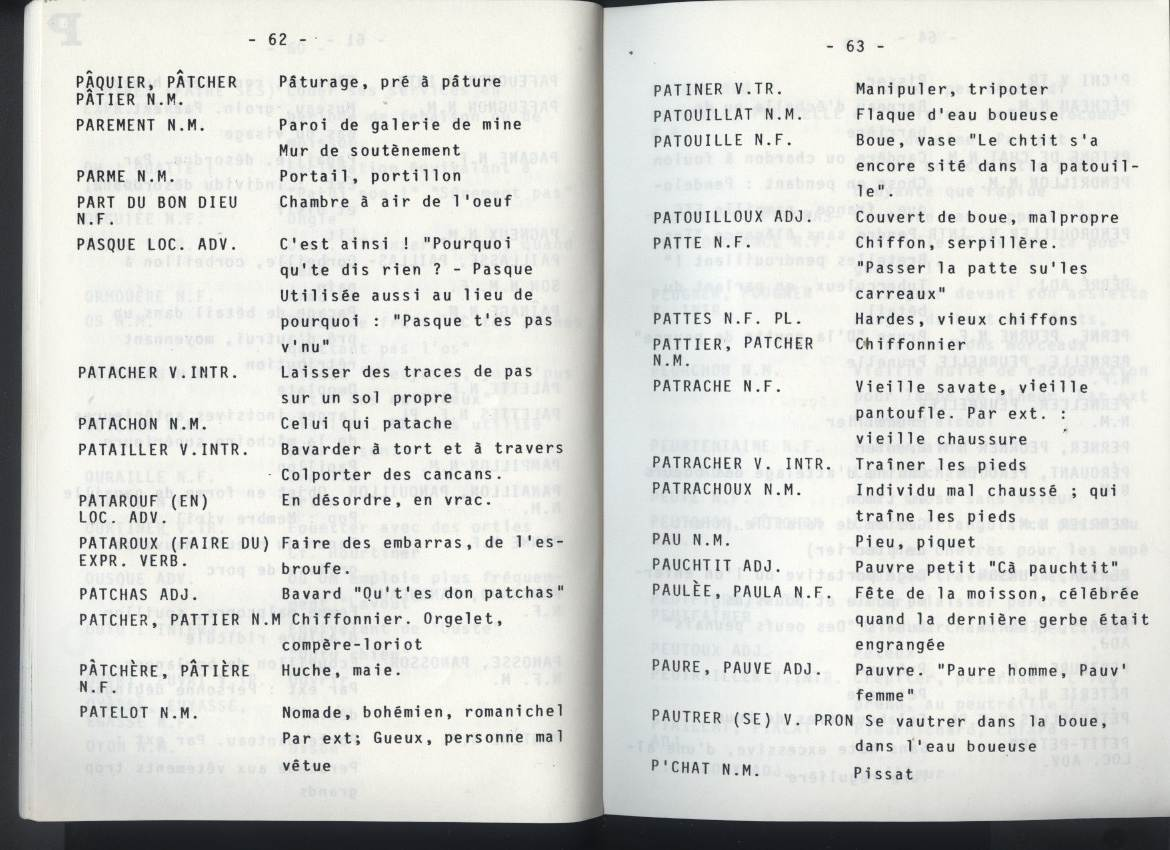 - 62 -
PÂQUIER, PÂTCHER Pâturage, pré à pâture
PÂTIER N.M.
PAREMENT N.M. Paroi de galerie de mine
Mur de soutènement
PARME N.M. Portail, portillon
PART DU BON DIEU Chambre à air de l'oeuf
N.F.
PASQUE LOC. ADV. C'est ainsi ! "Pourquoi
qu'te dis rien ? - Pasque
Utilisée aussi au lieu de
pourquoi : "Pasque t'es pas
v'nu"
PATACHER V.INTR. Laisser des traces de pas
sur un sol propre
PATACHON N.M. Celui qui patache
PATAILLER V.INTR. Bavarder à tort et à travers
Colporter des cancans.
PATAROUF (EN) En désordre, en vrac.
LOC. ADV.
PATAROUX (FAIRE DU) Faire des embarras, de l'es-
EXPR. VERB.
broufe.
PATCHAS ADJ. Bavard "Qu't'es don patchas"
PATCHER, PATTIER N.M Chiffonnier. Orgelet,
compère-loriot
PÂTCHÈRE, PÂTIÈRE Huche, maie.
N.F.
PATELOT N.M. Nomade, bohémien, romanichel
Par ext; Gueux, personne mal
vêtue
- 63 -
PATINER V.TR. Manipuler, tripoter
PATOUILLAT N.M. Flaque d'eau boueuse
PATOUILLE N.F. Boue, vase "Le chtit s'a
encore sité dans la patouil-
le".
PATOUILLOUX ADJ. Couvert de boue, malpropre
PATTE N.F. Chiffon, serpillère.
"Passer la patte su'les
carreaux"
PATTES N.F. PL. Hardes, vieux chiffons
PATTIER, PATCHER Chiffonnier
N.M.
PATRACHE N.F. Vieille savate, vieille
pantoufle. Par ext. :
vieille chaussure
PATRACHER V. INTR. Traîner les pieds
PATRACHOUX N.M. Individu mal chaussé ; qui
traîne les pieds
PAU N.M. Pieu, piquet
PAUCHTIT ADJ. Pauvre petit "Câ pauchtit"
PAULÈE, PAULA N.F. Fête de la moisson, célébrée
quand la dernière gerbe était
engrangée
PAURE, PAUVE ADJ. Pauvre. "Paure homme, Pauv'
femme"
PAUTRER (SE) V. PRON Se vautrer dans la boue,
dans l'eau boueuse
P'CHAT N.M. Pissat